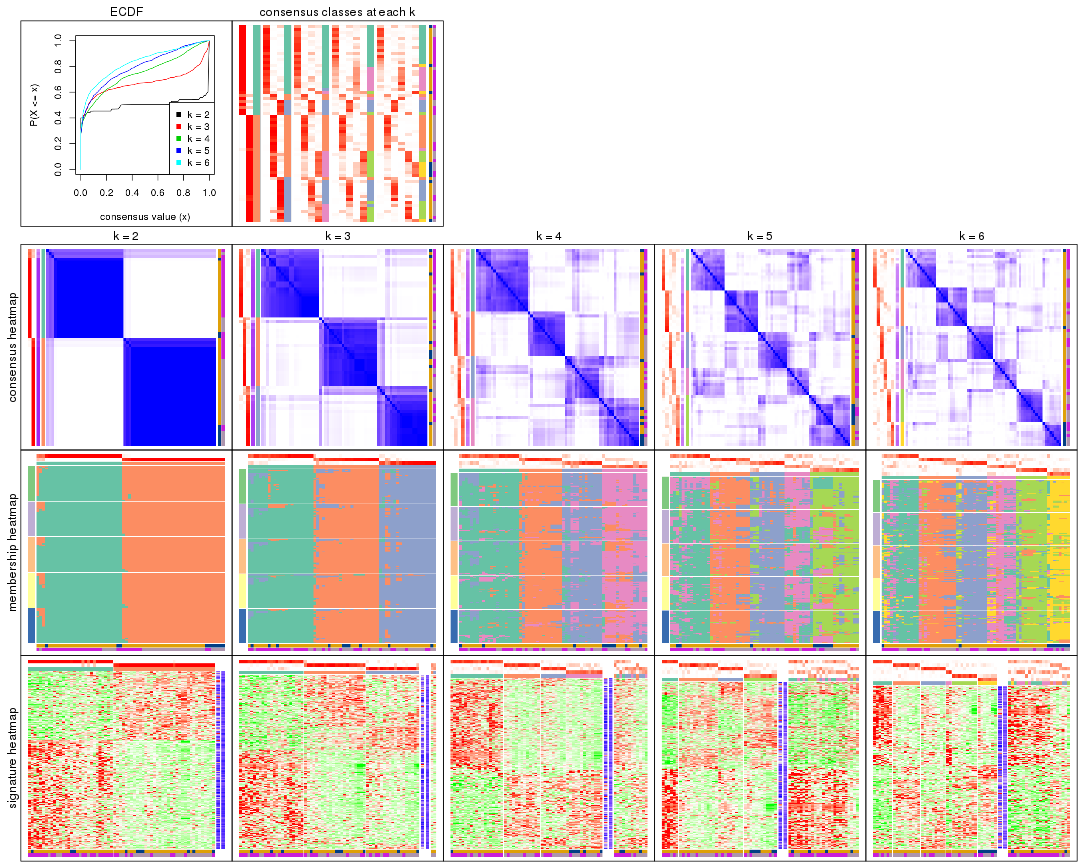 ECDF
consensus classes at each k
P(X <= x)
0.0 0.2 0.4 0.6 0.8 1.0
k = 2
k = 3
k = 4
k = 5
k = 6
0.0 0.2 0.4 0.6 0.8 1.0
consensus value (x)
k = 2 k = 3 k = 4 k = 5 k = 6
consensus heatmap
membership heatmap
signature heatmap